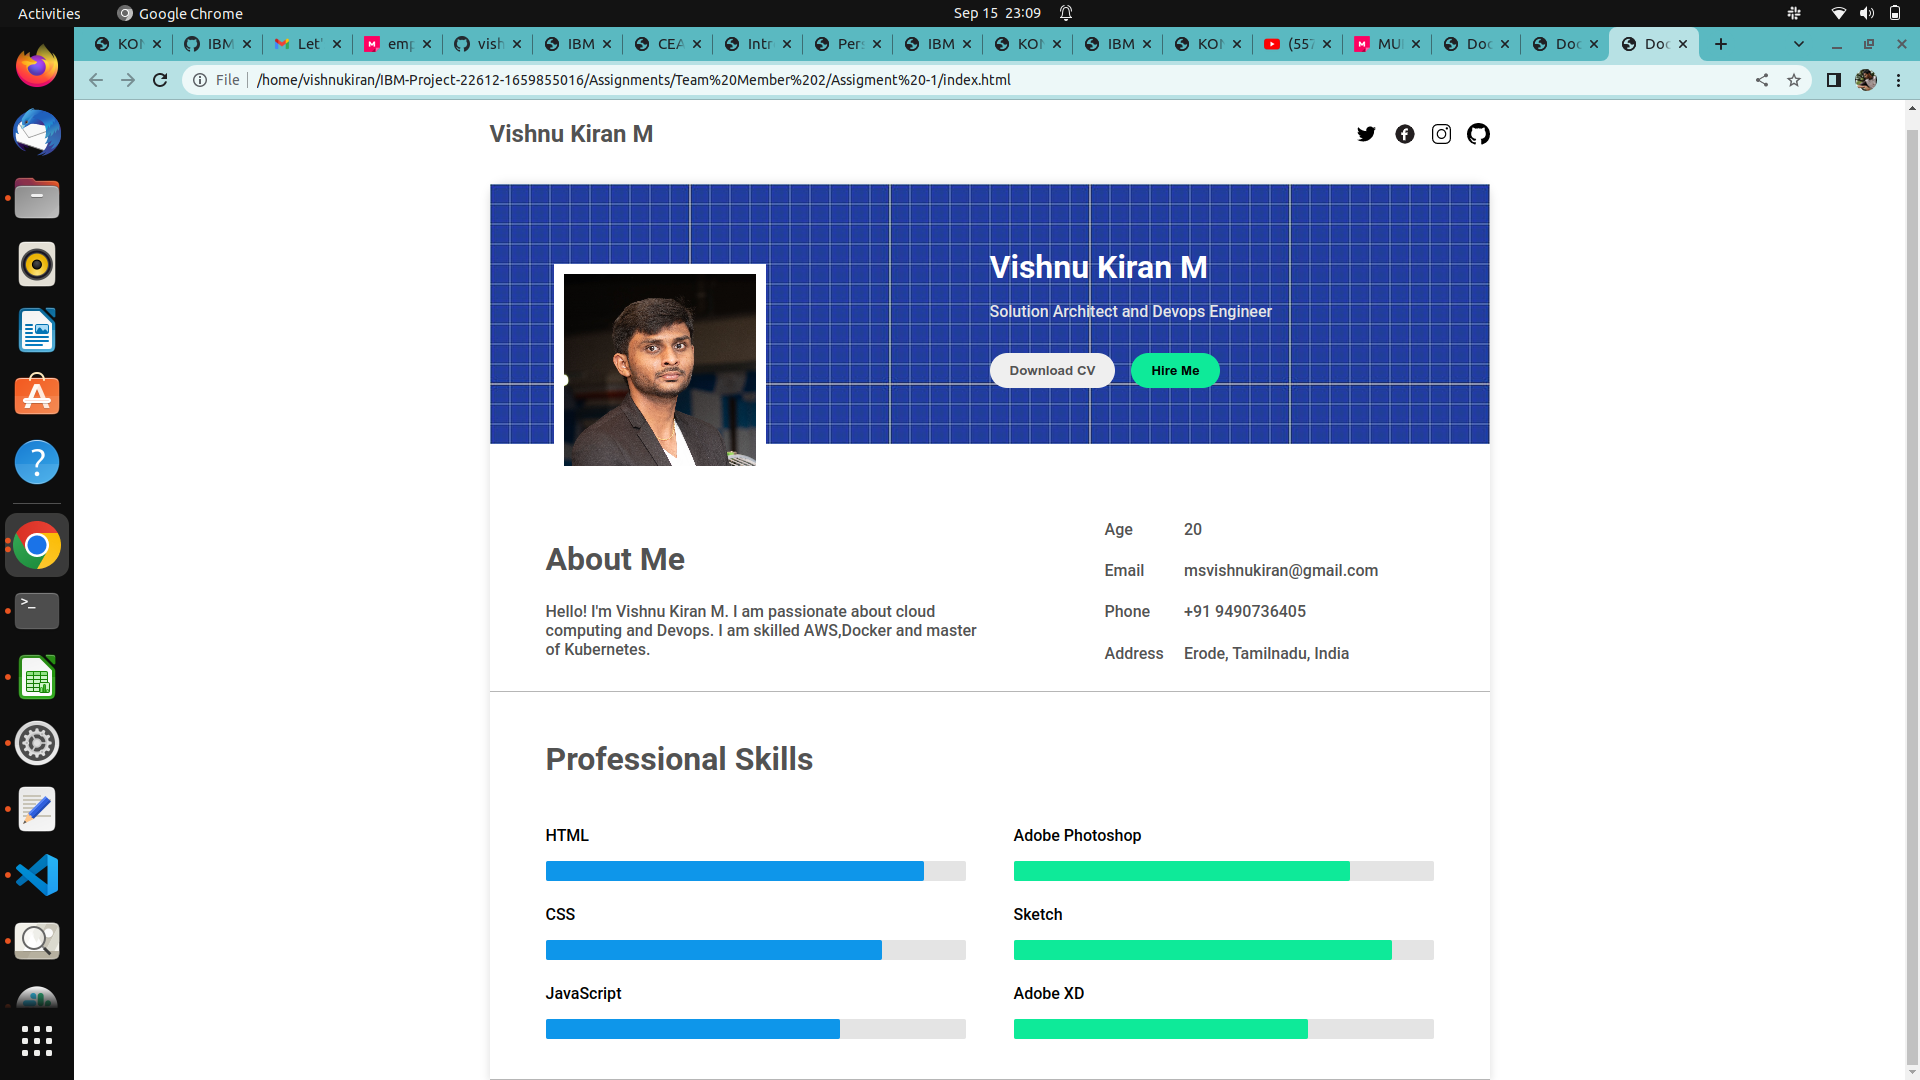 Activities Google Chrome Sep 15 23:09
KON IBM Let' emp vish IBM CEA Intr Per IBM KON IBM KON (557 MU Doc Doc Doc
File /home/vishnukiran/IBM-Project-22612-1659855016/Assignments/Team%20Member%202/Assigment%20-1/index.html
Vishnu Kiran M
Vishnu Kiran M
Solution Architect and Devops Engineer
Download CV Hire Me
About Me
Hello! I'm Vishnu Kiran M. I am passionate about cloud
computing and Devops. I am skilled AWS,Docker and master
of Kubernetes.
Age 20
Email msvishnukiran@gmail.com
Phone +91 9490736405
Address Erode, Tamilnadu, India
Professional Skills
HTML
CSS
JavaScript
Adobe Photoshop
Sketch
Adobe XD